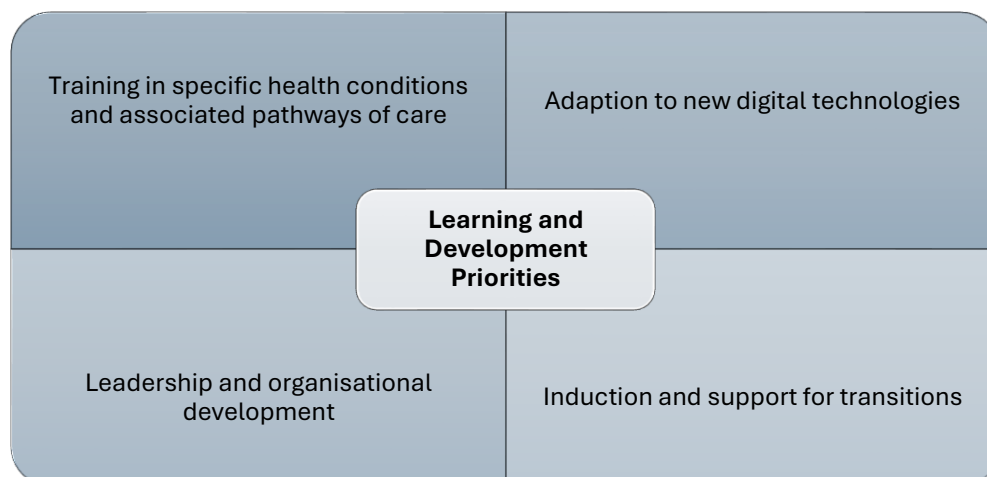 Training in specific health conditions
and associated pathways of care
Adaption to new digital technologies
Learning and
Development
Priorities
Leadership and organisational
development
Induction and support for transitions